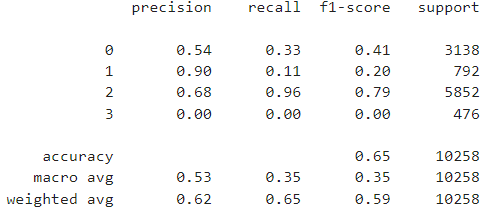 precision recall f1-score support
0 0.54 0.33 0.41 3138
1 0.90 0.11 0.20 792
2 0.68 0.96 0.79 5852
3 0.00 0.00 0.00 476
accuracy 0.65 10258
macro avg 0.53 0.35 0.35 10258
weighted avg 0.62 0.65 0.59 10258